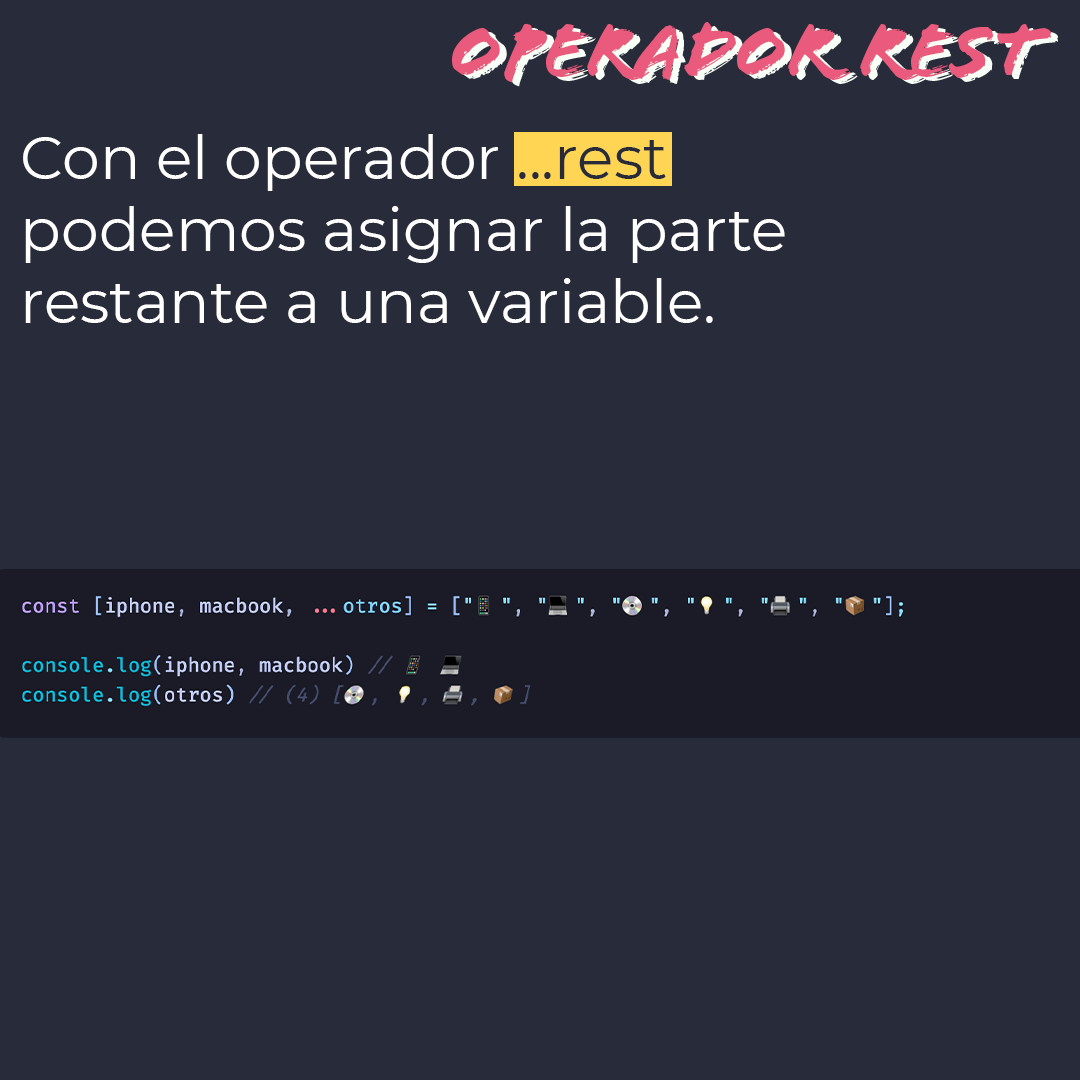 OPERADOR REST
Con el operador ...rest
podemos asignar la parte
restante a una variable.
const [iphone, macbook, ...otros] = ["📱", "💻", "💿", "💡", "🖨️", "📦"];
console.log(iphone, macbook) // 📱 💻
console.log(otros) // (4) [💿, 💡, 🖨️, 📦]